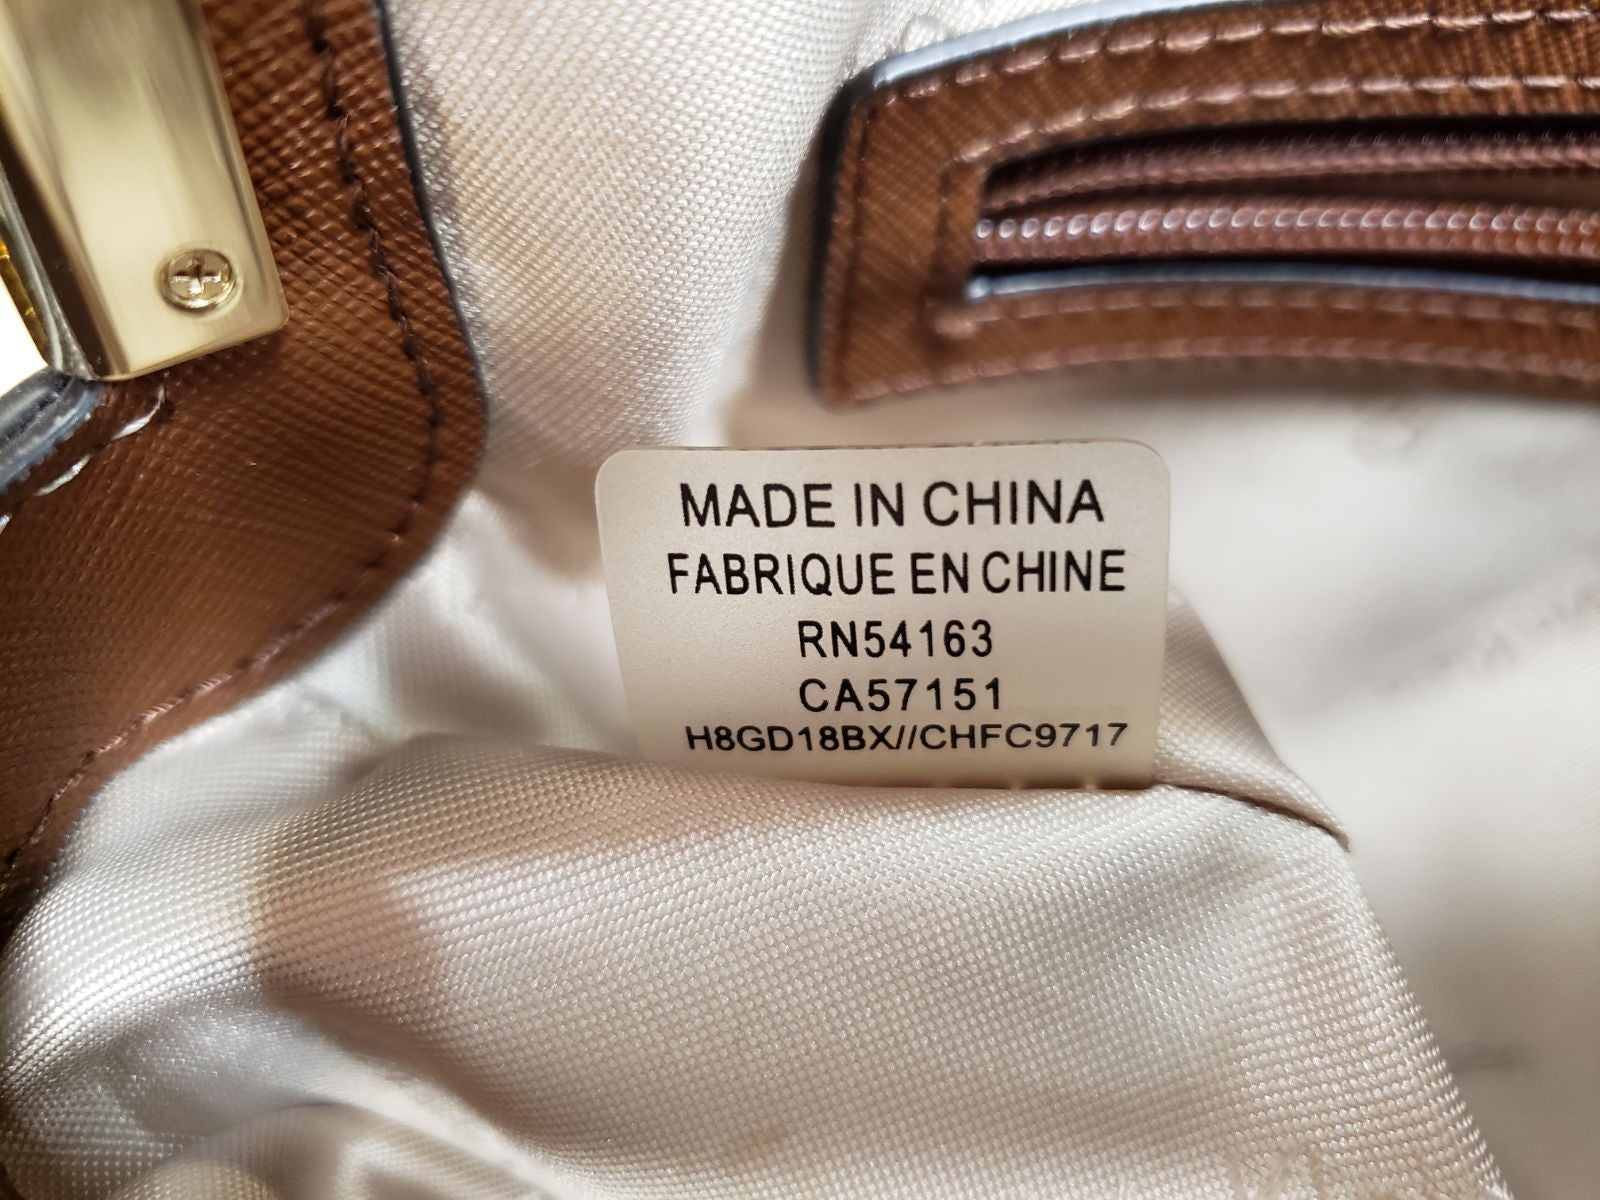 MADE IN CHINA
FABRIQUE EN CHINE
RN54163
CA57151
H8GD18BX//CHFC9717